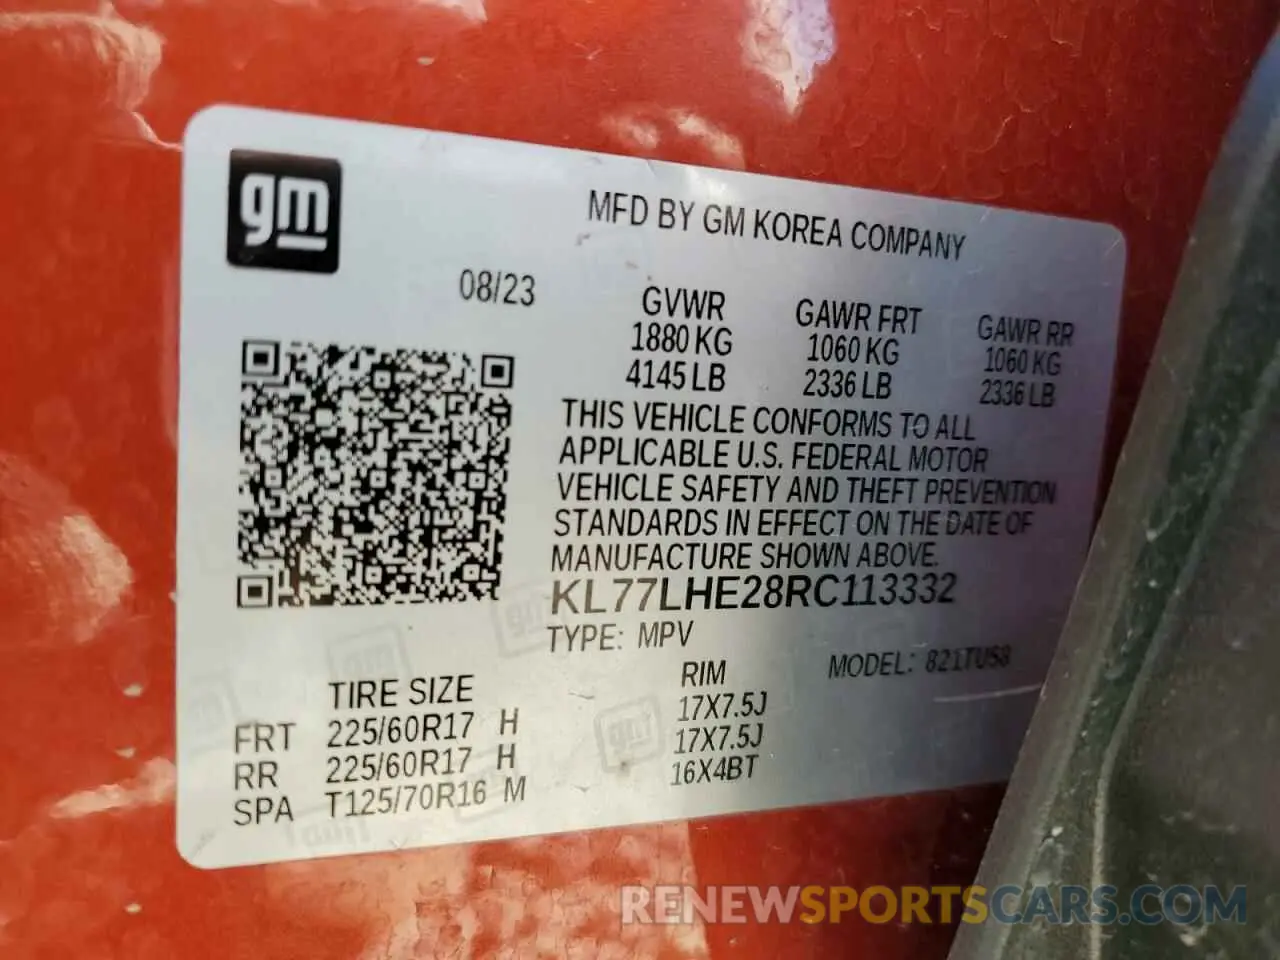 gm
MFD BY GM KOREA COMPANY
08/23
GVWR GAWR FRT GAWR RR
1880 KG 1060 KG 1060 KG
4145 LB 2336 LB 2336 LB
THIS VEHICLE CONFORMS TO ALL
APPLICABLE U.S. FEDERAL MOTOR
VEHICLE SAFETY AND THEFT PREVENTION
STANDARDS IN EFFECT ON THE DATE OF
MANUFACTURE SHOWN ABOVE.
KL77LHE28RC113332
TYPE: MPV MODEL: 821TU58
TIRE SIZE RIM
FRT 225/60R17 H 17X7.5J
RR 225/60R17 H 17X7.5J
SPA T125/70R16 M 16X4BT
RENEWSPORTSCARS.COM